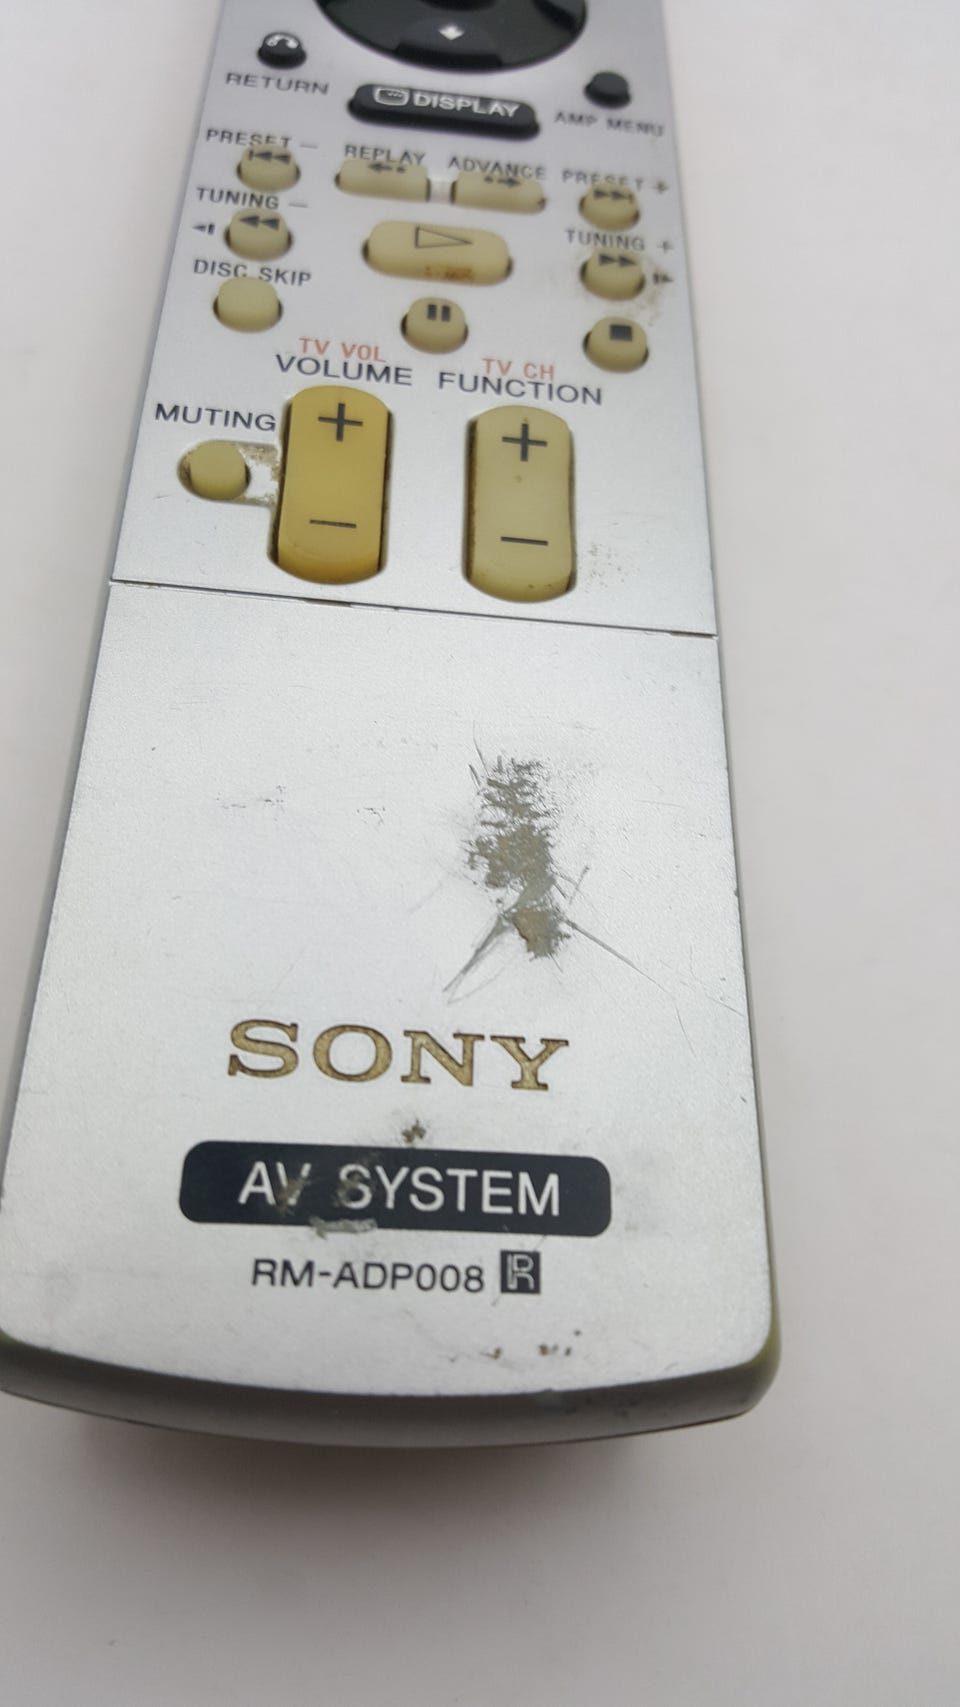 RETURN
DISPLAY
AMP MENU
PRESET – REPLAY ADVANCE PRESET +
TUNING –
TUNING +
DISC SKIP
TV VOL TV CH
VOLUME FUNCTION
MUTING
+ +
– –
SONY
AV SYSTEM
RM-ADP008 R